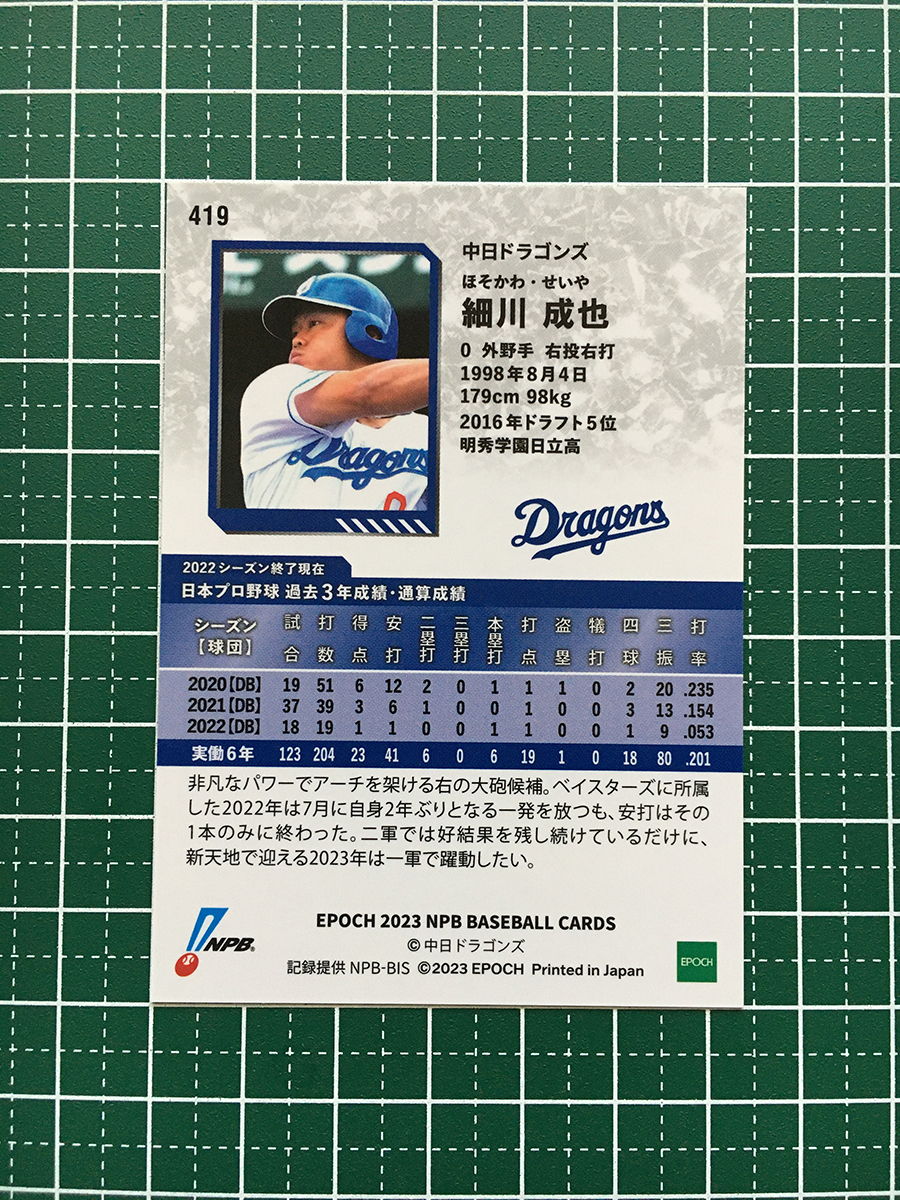 419
中日ドラゴンズ
ほそかわ・せいや
細川 成也
0 外野手 右投右打
1998年8月4日
179cm 98kg
2016年ドラフト5位
明秀学園日立高
Dragons
0
Dragons
2022シーズン終了現在
日本プロ野球 過去3年成績・通算成績
シーズン【球団】 試合 打数 得点 安打 二塁打 三塁打 本塁打 打点 盗塁 犠打 四球 三振 打率
2020【DB】 19 51 6 12 2 0 1 1 1 0 2 20 .235
2021【DB】 37 39 3 6 1 0 0 1 0 0 3 13 .154
2022【DB】 18 19 1 1 0 0 1 1 0 0 1 9 .053
実働6年 123 204 23 41 6 0 6 19 1 0 18 80 .201
非凡なパワーでアーチを架ける右の大砲候補。ベイスターズに所属
した2022年は7月に自身2年ぶりとなる一発を放つも、安打はその
1本のみに終わった。二軍では好結果を残し続けているだけに、
新天地で迎える2023年は一軍で躍動したい。
NPB®
EPOCH 2023 NPB BASEBALL CARDS
©中日ドラゴンズ
記録提供 NPB-BIS ©2023 EPOCH Printed in Japan
EPOCH